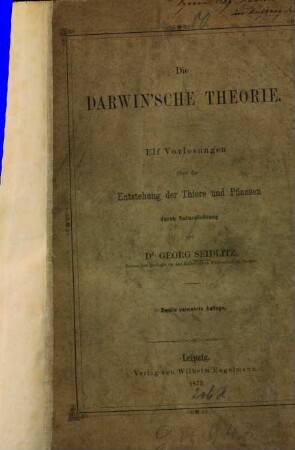 Die
DARWIN'SCHE THEORIE.
Elf Vorlesungen
über die
Entstehung der Thiere und Pflanzen
durch Naturzüchtung
von
Dr. GEORG SEIDLITZ,
Zweite vermehrte Auflage.
Leipzig.
Verlag von Wilhelm Engelmann.
1875.